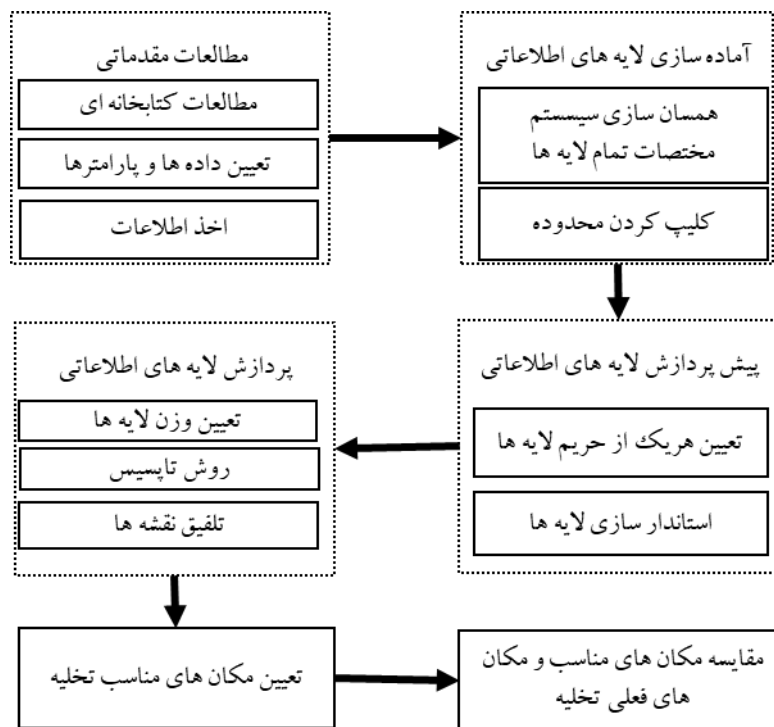 مطالعات مقدماتی
مطالعات کتابخانه ای
تعیین داده ها و پارامترها
اخذ اطلاعات
آماده سازی لایه های اطلاعاتی
همسان سازی سیسستم
مختصات تمام لایه ها
کلیپ کردن محدوده
پیش پردازش لایه های اطلاعاتی
تعیین هریک از حریم لایه ها
استاندار سازی لایه ها
پردازش لایه های اطلاعاتی
تعیین وزن لایه ها
روش تاپسیس
تلفیق نقشه ها
تعیین مکان های مناسب تخلیه
مقایسه مکان های مناسب و مکان
های فعلی تخلیه